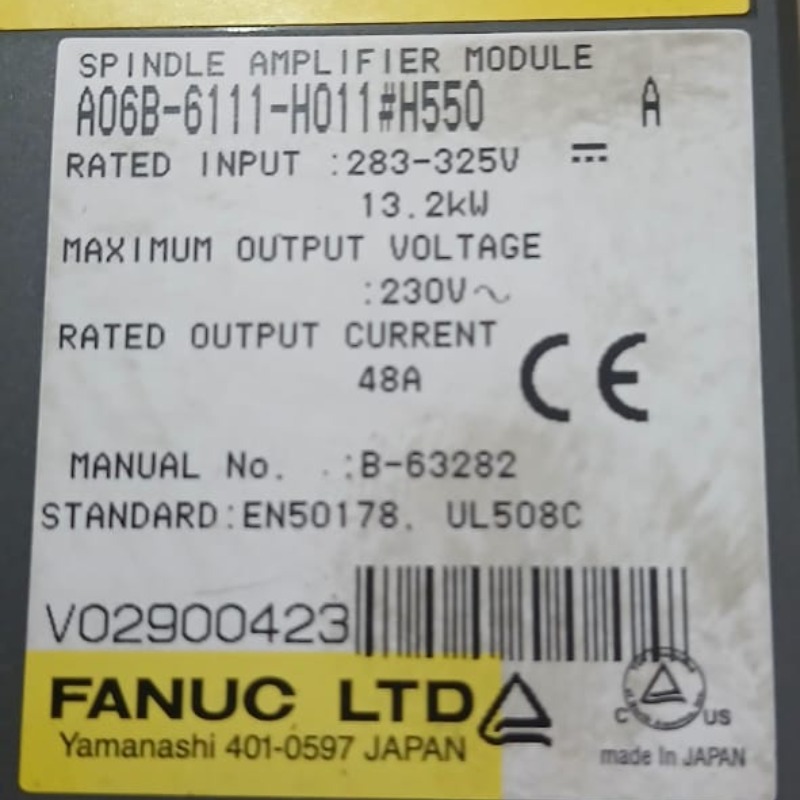 SPINDLE AMPLIFIER MODULE
A06B-6111-H011#H550 A
RATED INPUT :283-325V ⎓
13.2kW
MAXIMUM OUTPUT VOLTAGE
:230V～
RATED OUTPUT CURRENT
48A
CE
MANUAL No. .:B-63282
STANDARD:EN50178. UL508C
V02900423
FANUC LTD
Yamanashi 401-0597 JAPAN
C US
made in JAPAN